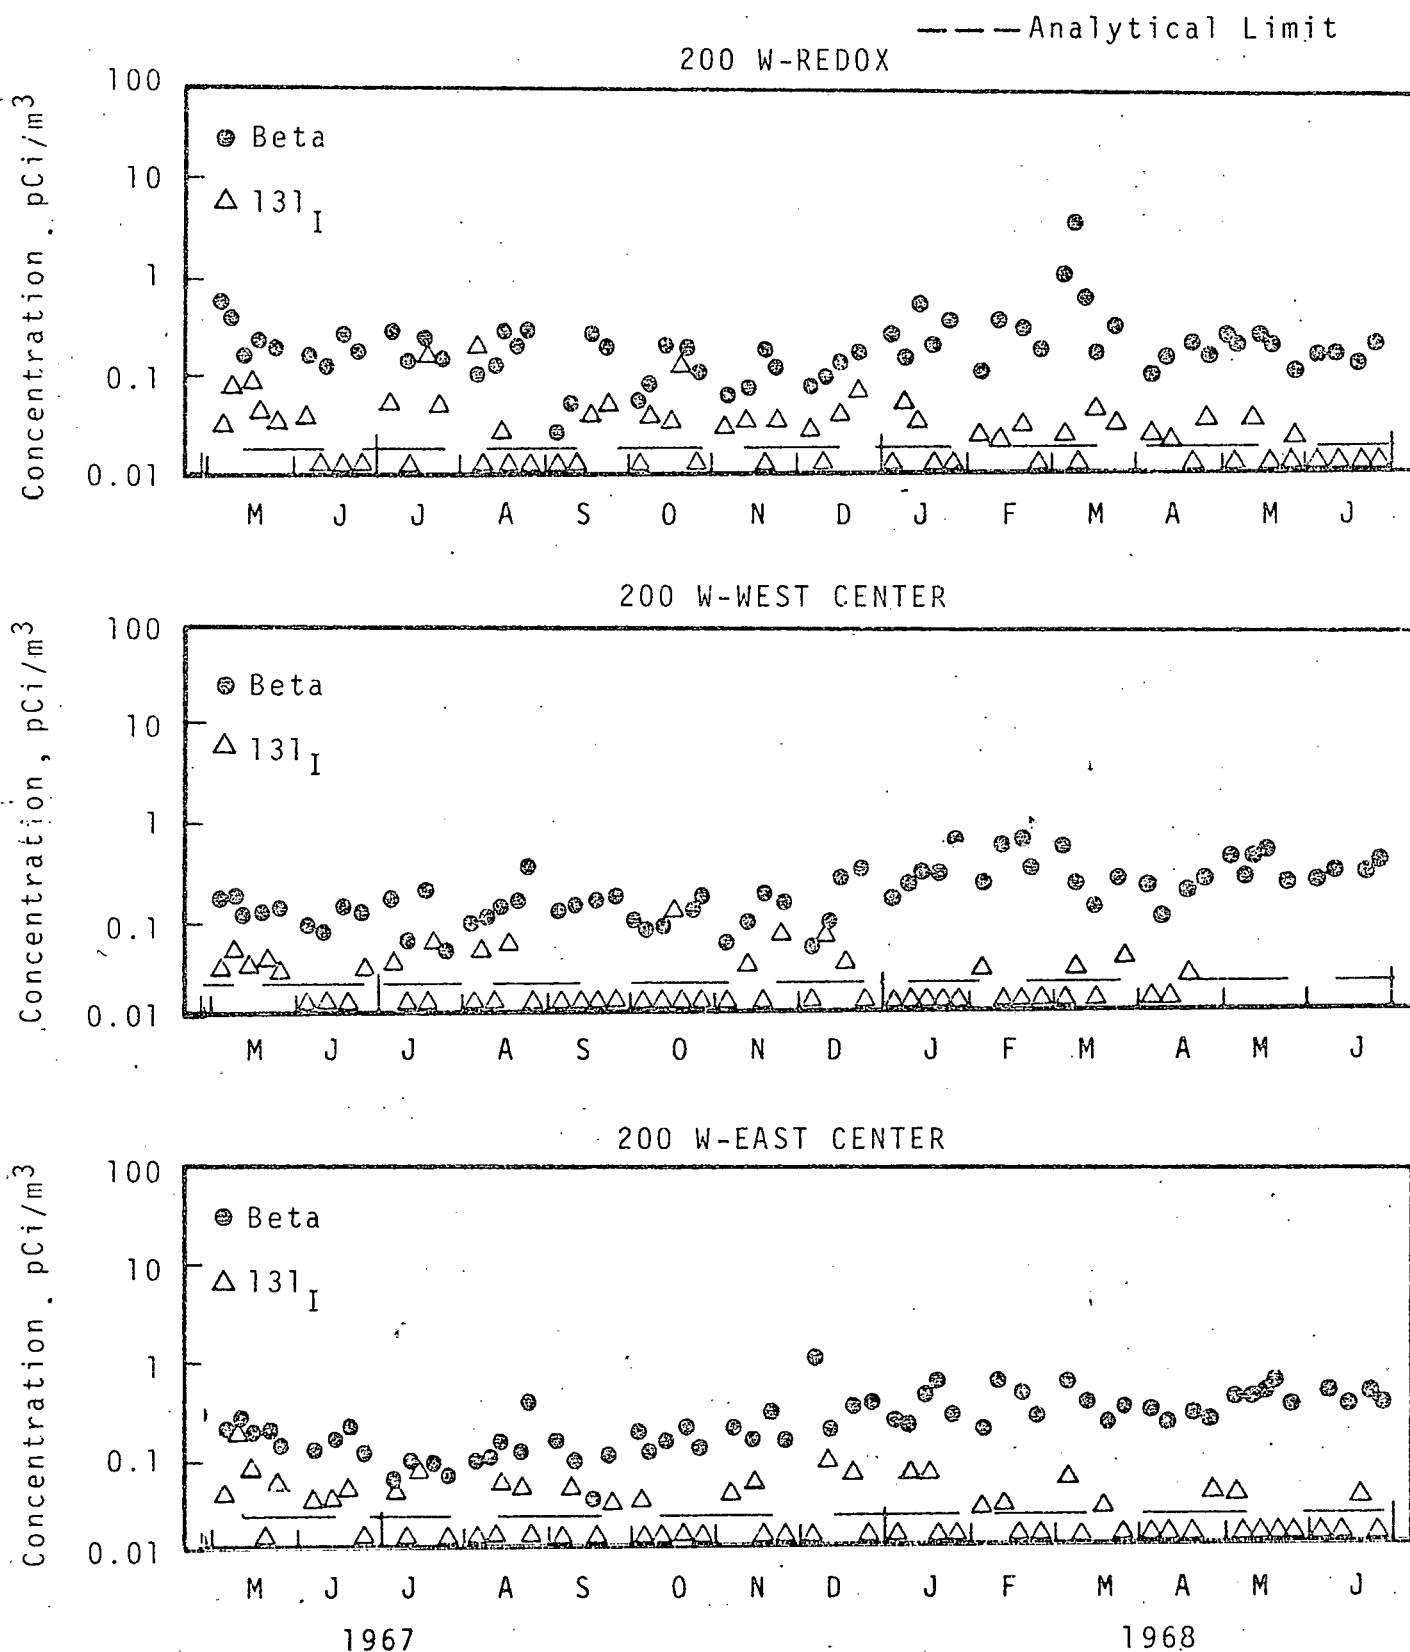 --- Analytical Limit
200 W-REDOX
Concentration, pCi/m³
100
10
1
0.1
0.01
Beta
131I
M J J A S O N D J F M A M J
200 W-WEST CENTER
Concentration, pCi/m³
100
10
1
0.1
0.01
Beta
131I
M J J A S O N D J F M A M J
200 W-EAST CENTER
Concentration, pCi/m³
100
10
1
0.1
0.01
Beta
131I
M J J A S O N D J F M A M J
1967 1968